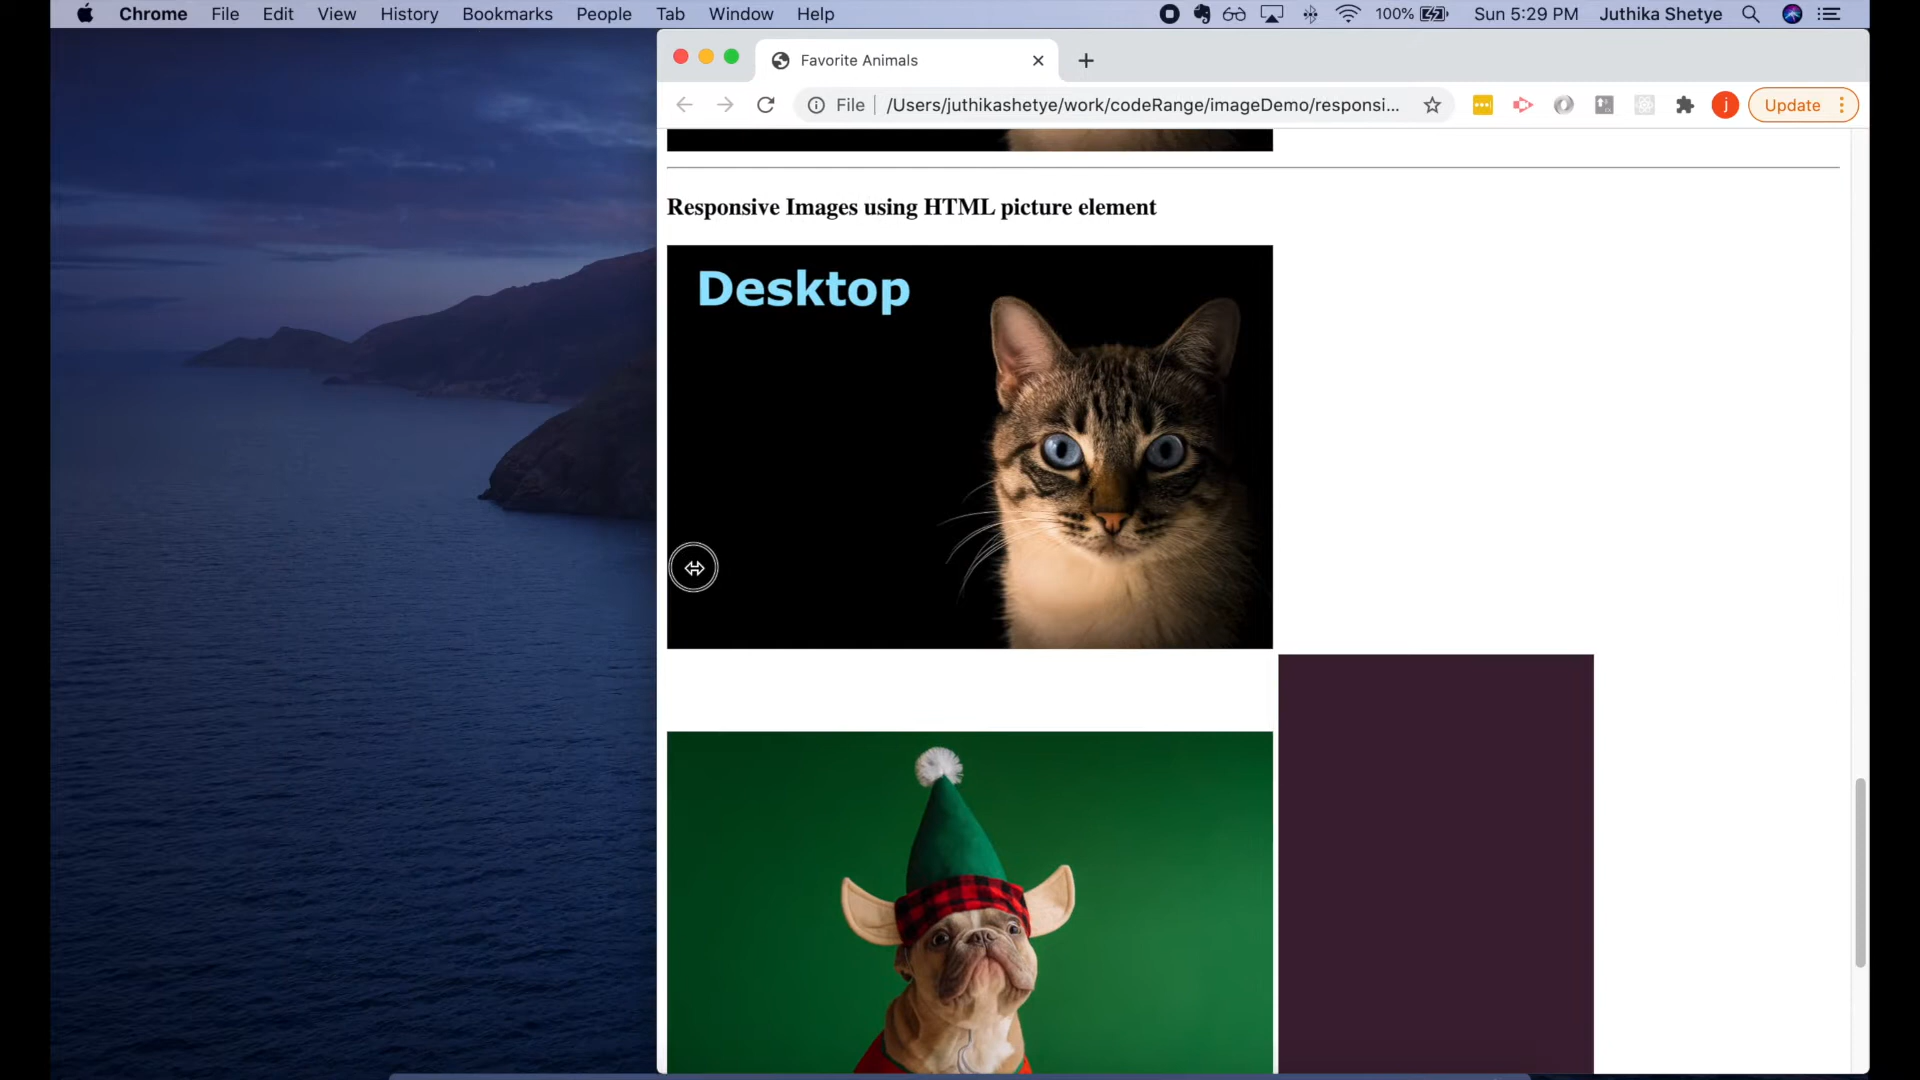 Chrome File Edit View History Bookmarks People Tab Window Help 100% Sun 5:29 PM Juthika Shetye
Favorite Animals
File /Users/juthikashetye/work/codeRange/imageDemo/responsi... j Update
Responsive Images using HTML picture element
Desktop